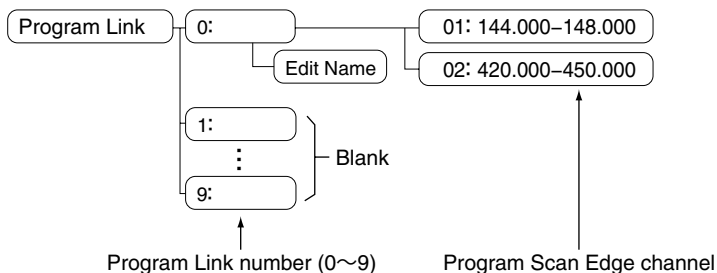 Program Link
0:
01: 144.000–148.000
Edit Name
02: 420.000–450.000
1:
⋮
Blank
9:
Program Link number (0～9)
Program Scan Edge channel